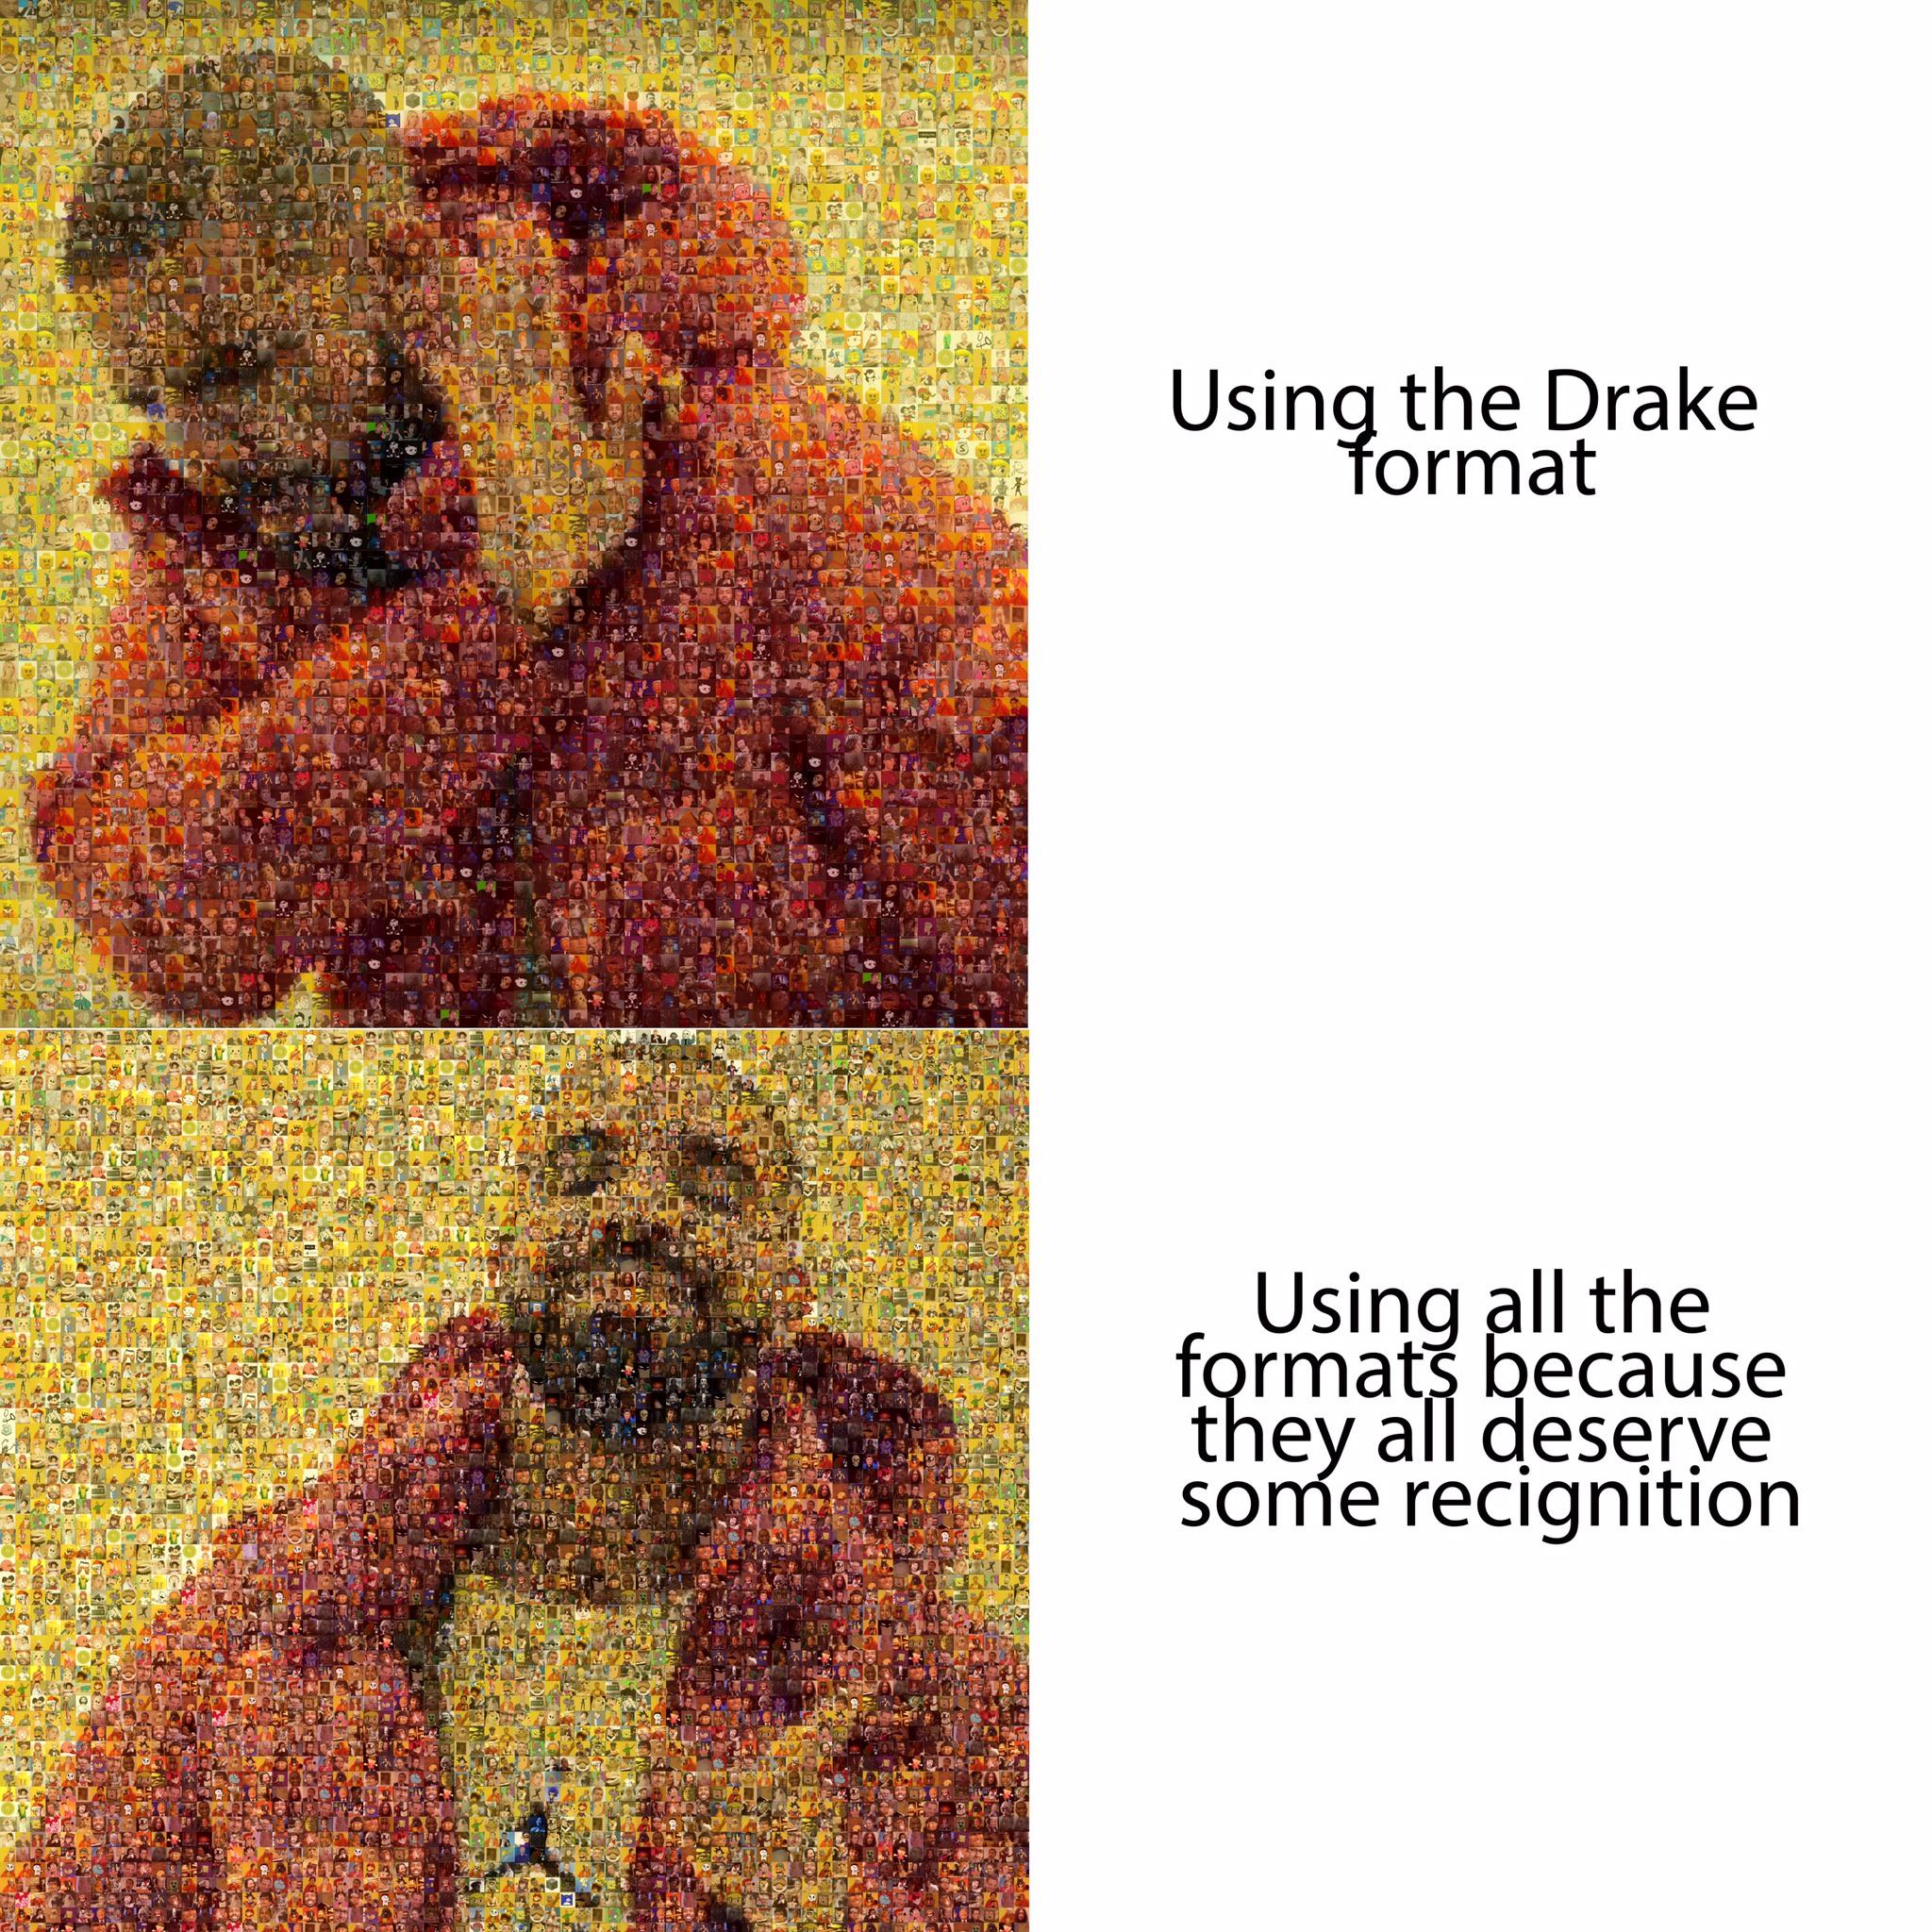 Using the Drake
format
Using all the
formats because
they all deserve
some recignition